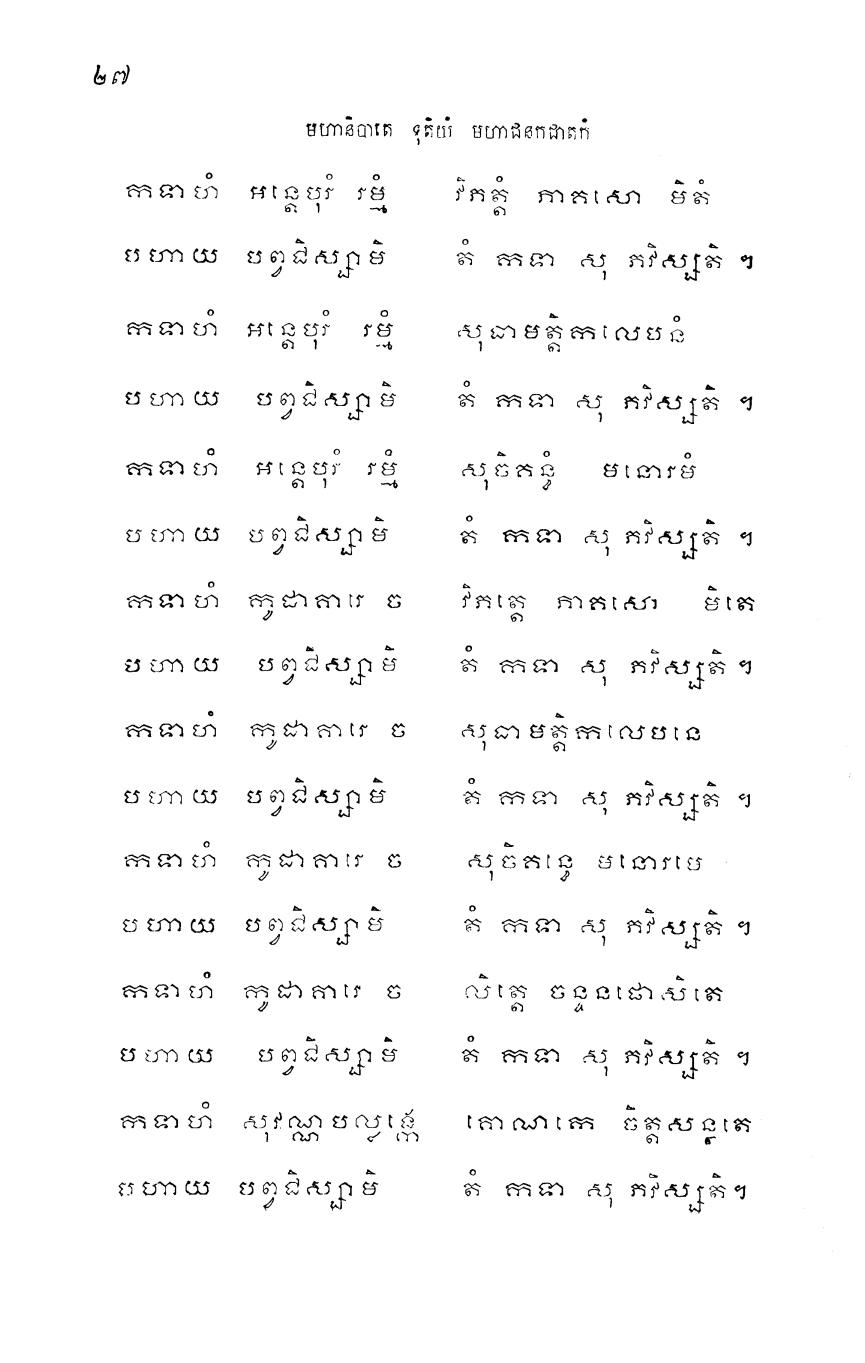 ២៧
មហានិបាតេ ទុតិយំ មហាជនកជាតកំ
កទាហំ អន្តេបុរំ រម្មំ វិភត្តំ ភាគសោ មិតំ
បហាយ បព្វជិស្សាមិ តំ កទា សុ ភវិស្សតិ ។
កទាហំ អន្តេបុរំ រម្មំ សុធាមត្តិកលេបនំ
បហាយ បព្វជិស្សាមិ តំ កទា សុ ភវិស្សតិ ។
កទាហំ អន្តេបុរំ រម្មំ សុចិគន្ធំ មនោរមំ
បហាយ បព្វជិស្សាមិ តំ កទា សុ ភវិស្សតិ ។
កទាហំ កូដាគារេ ច វិភត្តេ ភាគសោ មិតេ
បហាយ បព្វជិស្សាមិ តំ កទា សុ ភវិស្សតិ ។
កទាហំ កូដាគារេ ច សុធាមត្តិកលេបនេ
បហាយ បព្វជិស្សាមិ តំ កទា សុ ភវិស្សតិ ។
កទាហំ កូដាគារេ ច សុចិគន្ធេ មនោរមេ
បហាយ បព្វជិស្សាមិ តំ កទា សុ ភវិស្សតិ ។
កទាហំ កូដាគារេ ច លិត្តេ ចន្ទនផោសិតេ
បហាយ បព្វជិស្សាមិ តំ កទា សុ ភវិស្សតិ ។
កទាហំ សុវណ្ណបល្លង្កេ គោណកេ ចិត្តសន្ថតេ
បហាយ បព្វជិស្សាមិ តំ កទា សុ ភវិស្សតិ ។